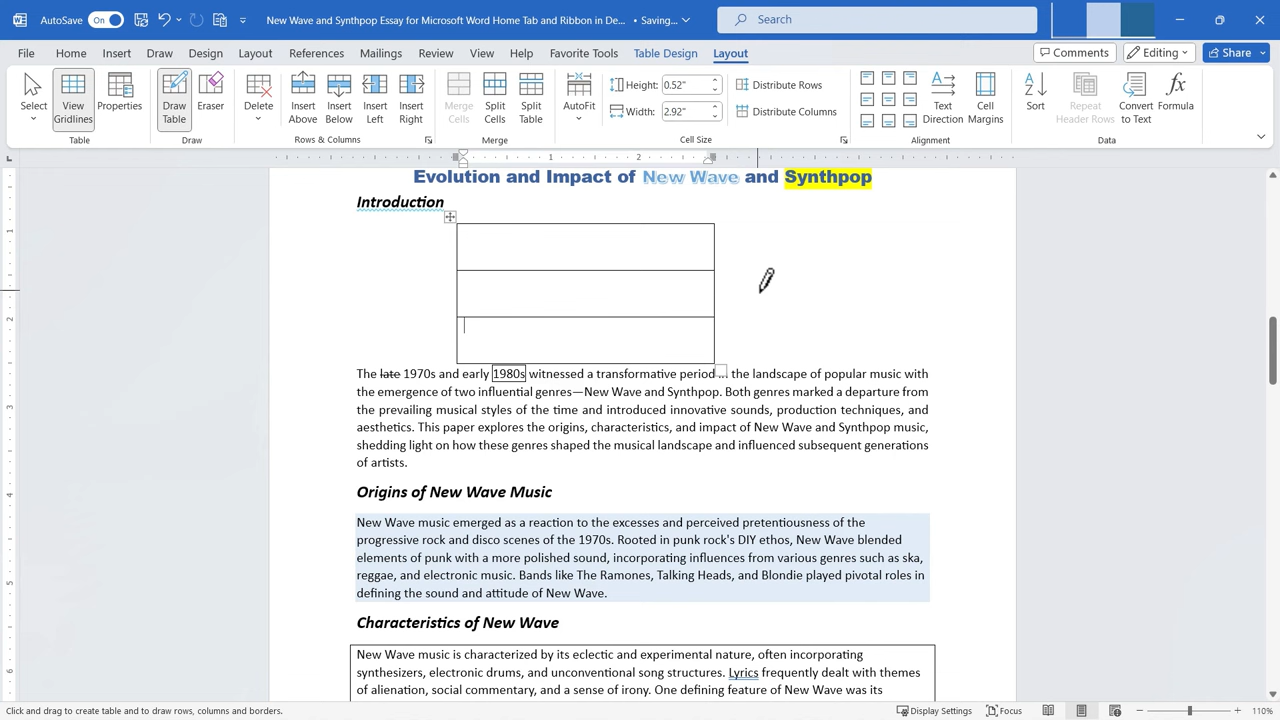 AutoSave On New Wave and Synthpop Essay for Microsoft Word Home Tab and Ribbon in De... • Saving... Search
File Home Insert Draw Design Layout References Mailings Review View Help Favorite Tools Table Design Layout Comments Editing Share
Select View Gridlines Properties Draw Table Eraser Delete Insert Above Insert Below Insert Left Insert Right Merge Cells Split Cells Split Table AutoFit
Height: 0.52" Distribute Rows
Width: 2.92" Distribute Columns
Text Direction Cell Margins Sort Repeat Header Rows Convert to Text Formula
Table Draw Rows & Columns Merge Cell Size Alignment Data
1 2
Evolution and Impact of New Wave and Synthpop
Introduction
The late 1970s and early 1980s witnessed a transformative period in the landscape of popular music with
the emergence of two influential genres—New Wave and Synthpop. Both genres marked a departure from
the prevailing musical styles of the time and introduced innovative sounds, production techniques, and
aesthetics. This paper explores the origins, characteristics, and impact of New Wave and Synthpop music,
shedding light on how these genres shaped the musical landscape and influenced subsequent generations
of artists.
Origins of New Wave Music
New Wave music emerged as a reaction to the excesses and perceived pretentiousness of the
progressive rock and disco scenes of the 1970s. Rooted in punk rock's DIY ethos, New Wave blended
elements of punk with a more polished sound, incorporating influences from various genres such as ska,
reggae, and electronic music. Bands like The Ramones, Talking Heads, and Blondie played pivotal roles in
defining the sound and attitude of New Wave.
Characteristics of New Wave
New Wave music is characterized by its eclectic and experimental nature, often incorporating
synthesizers, electronic drums, and unconventional song structures. Lyrics frequently dealt with themes
of alienation, social commentary, and a sense of irony. One defining feature of New Wave was its
1
2
3
4
5
6
Click and drag to create table and to draw rows, columns and borders. Display Settings Focus 110%